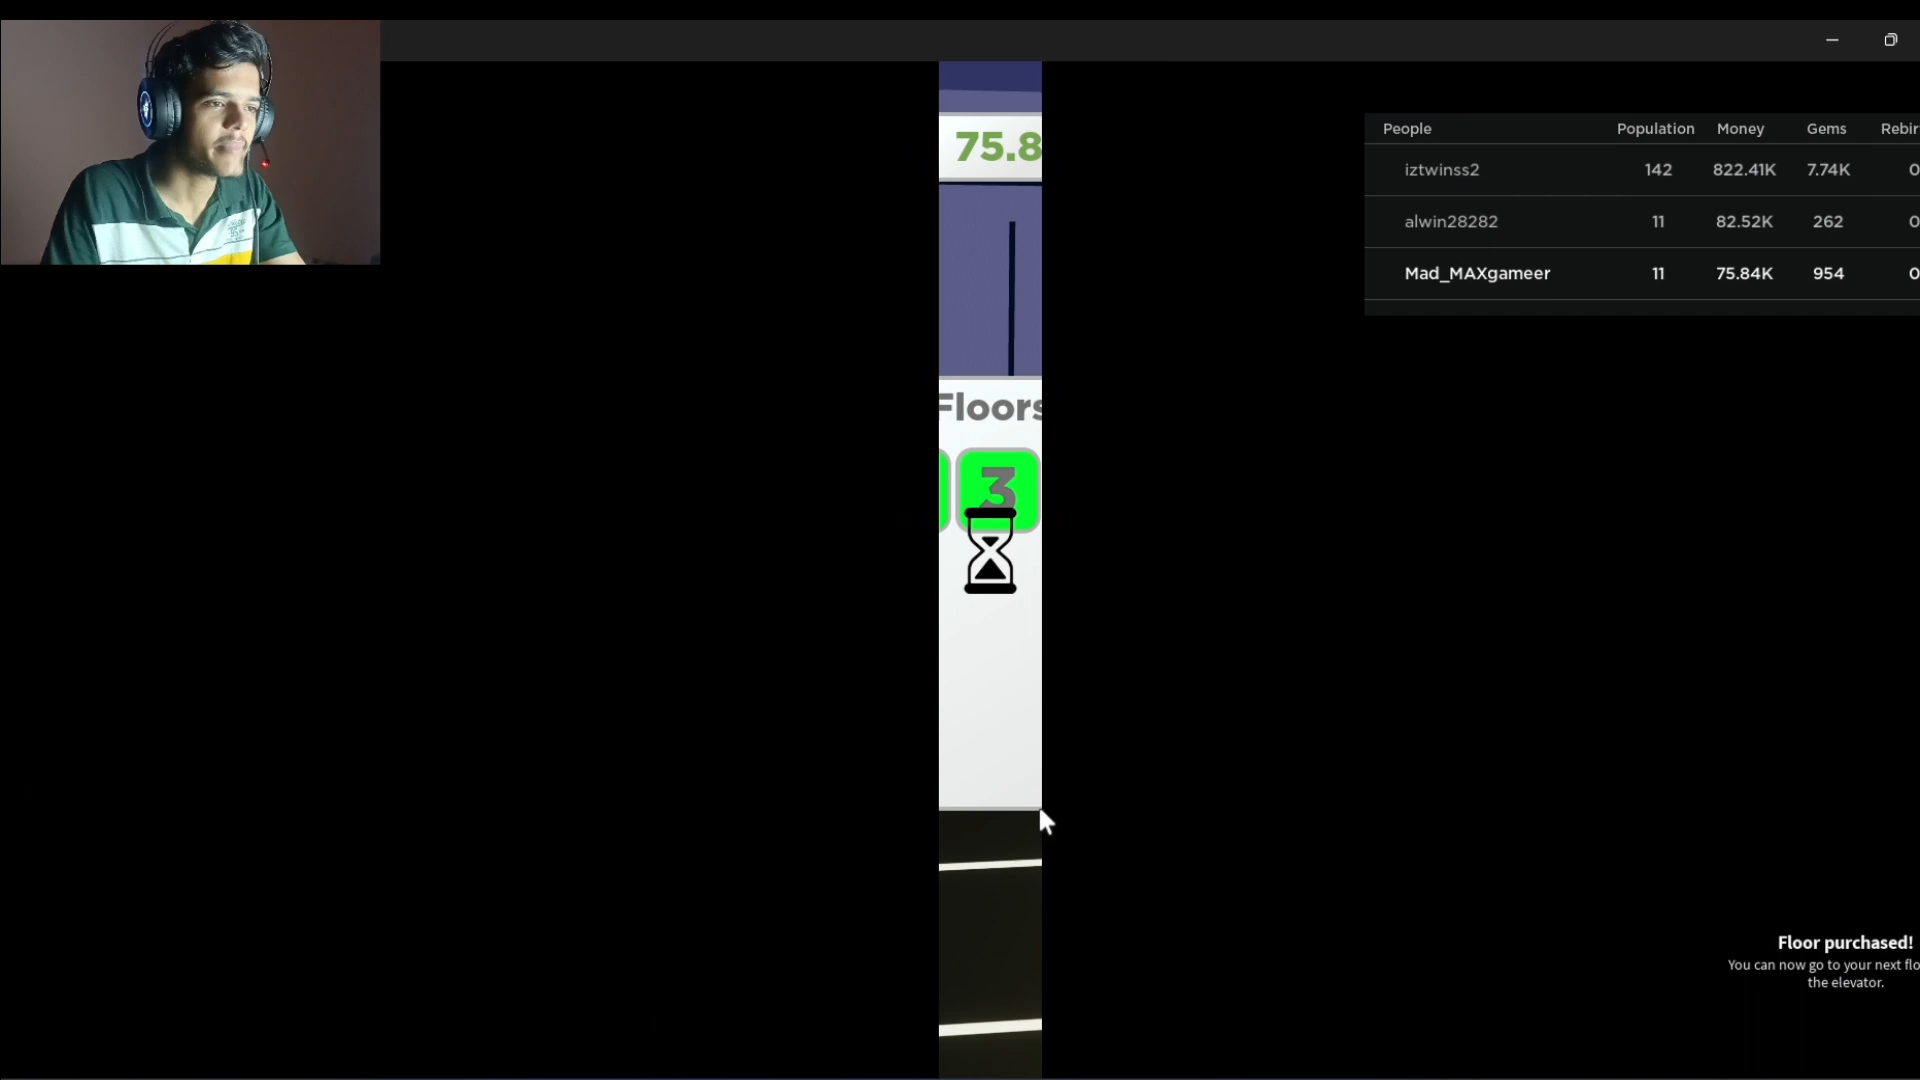 75.8
People Population Money Gems Rebir
iztwinss2 142 822.41K 7.74K 0
alwin28282 11 82.52K 262 0
Mad_MAXgameer 11 75.84K 954 0
Floors
3
Floor purchased!
You can now go to your next flo
the elevator.